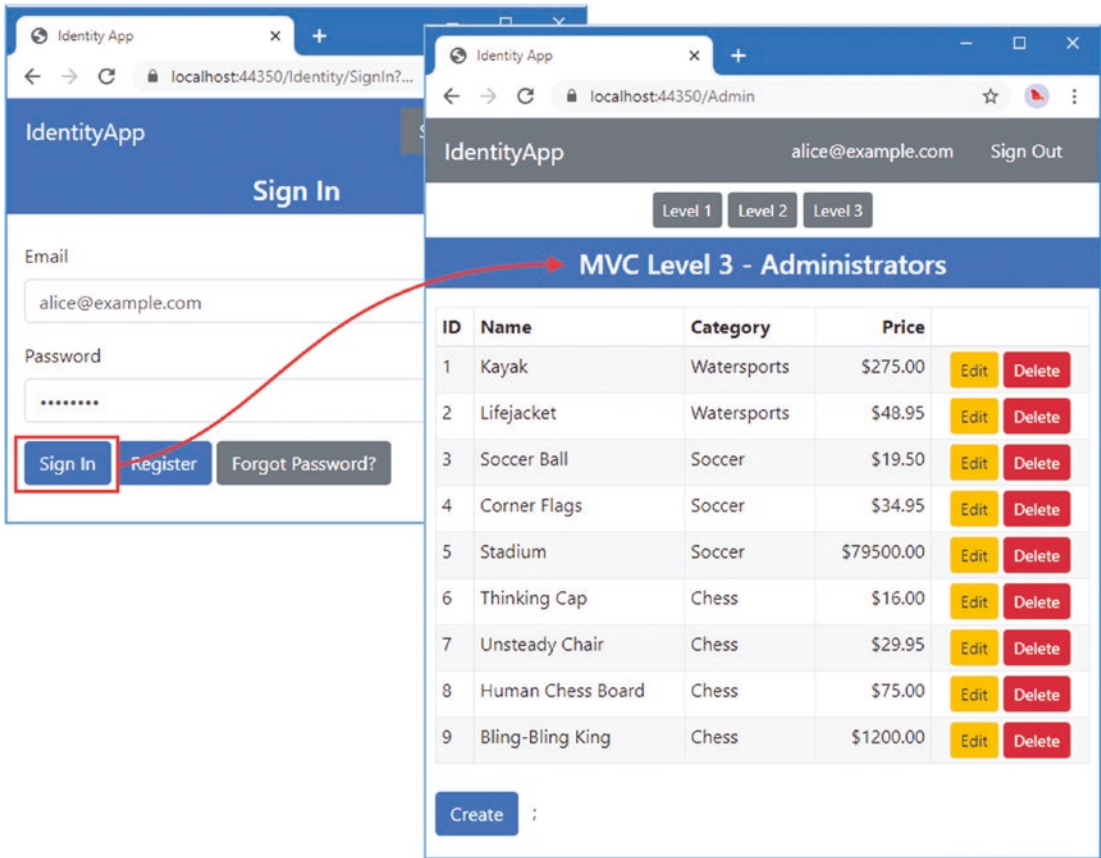 Identity App
localhost:44350/Identity/SignIn?...
IdentityApp
Sign In
Email
alice@example.com
Password
••••••••
Sign In Register Forgot Password?
Identity App
localhost:44350/Admin
IdentityApp alice@example.com Sign Out
Level 1 Level 2 Level 3
MVC Level 3 - Administrators
ID Name Category Price
1 Kayak Watersports $275.00 Edit Delete
2 Lifejacket Watersports $48.95 Edit Delete
3 Soccer Ball Soccer $19.50 Edit Delete
4 Corner Flags Soccer $34.95 Edit Delete
5 Stadium Soccer $79500.00 Edit Delete
6 Thinking Cap Chess $16.00 Edit Delete
7 Unsteady Chair Chess $29.95 Edit Delete
8 Human Chess Board Chess $75.00 Edit Delete
9 Bling-Bling King Chess $1200.00 Edit Delete
Create ;